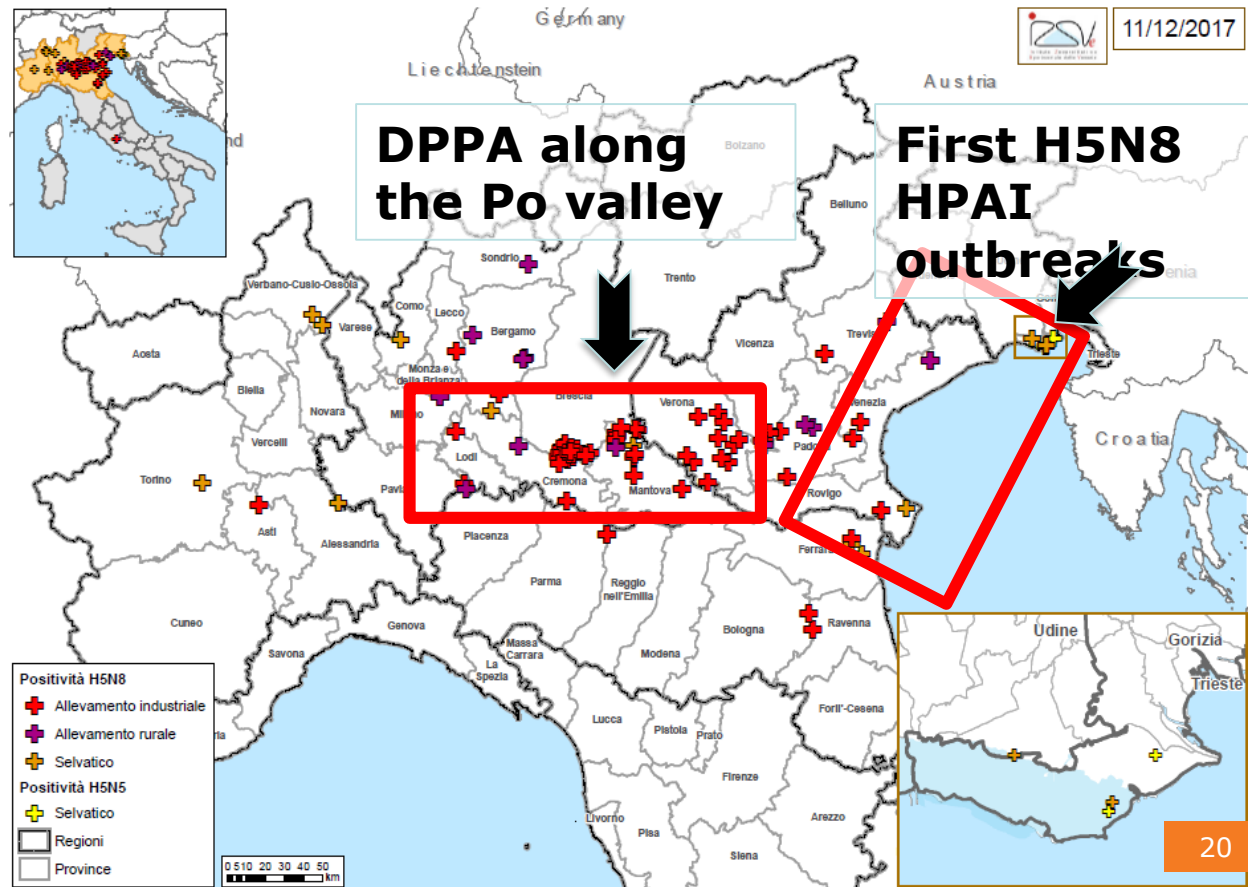 Germany
11/12/2017
Liechtenstein
Austria
DPPA along
the Po valley
First H5N8
HPAI
outbreaks
Bolzano
Belluno
Sondrio
Trento
Verbano-Cusio-Ossola
Como
Lecco
Varese
Bergamo
Vicenza
Trevis
Aosta
Trieste
Monza e
della Brianza
Biella
Brescia
Verona
Venezia
Novara
Milano
Croatia
Vercelli
Padova
Lodi
Torino
Cremona
Mantova
Rovigo
Pavia
Asti
Piacenza
Ferrara
Alessandria
Parma
Reggio
nell'Emilia
Cuneo
Bologna
Ravenna
Genova
Modena
Savona
Massa
Carrara
La
Spezia
Forli'-Cesena
Lucca
Pistoia
Prato
Firenze
Livorno
Pisa
Arezzo
Siena
Positività H5N8
Allevamento industriale
Allevamento rurale
Selvatico
Positività H5N5
Selvatico
Regioni
Province
0 5 10 20 30 40 50
km
Udine
Gorizia
Trieste
20